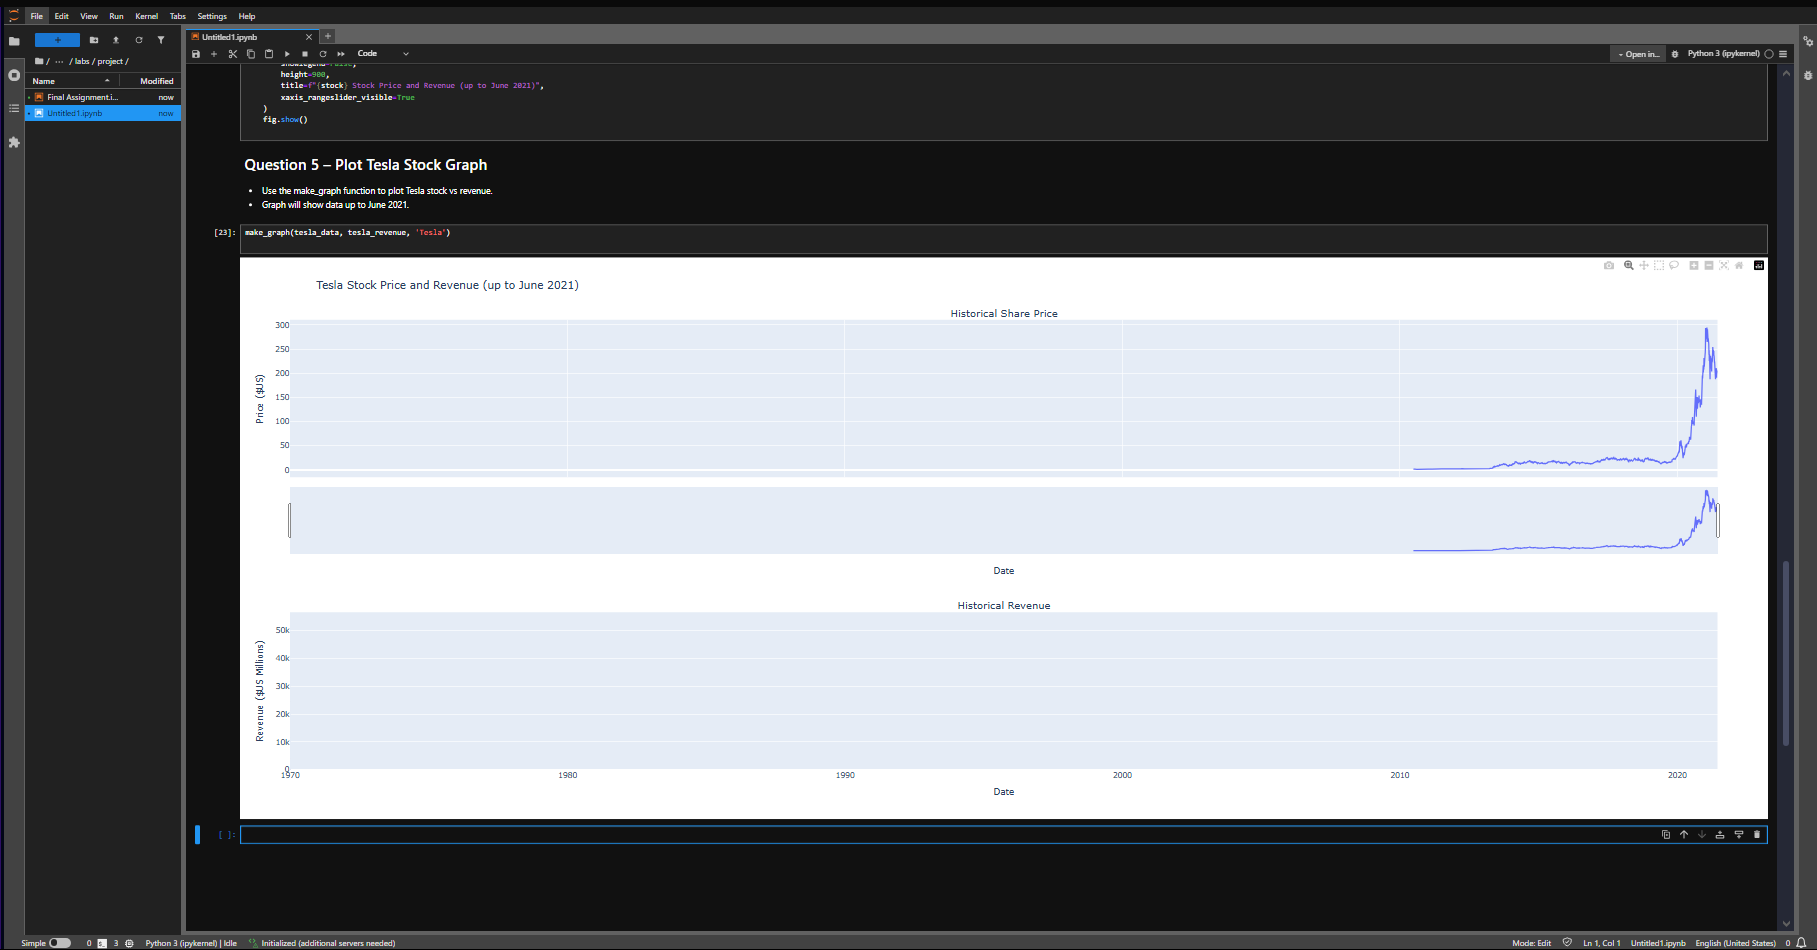 File Edit View Run Kernel Tabs Settings Help
Untitled1.ipynb
+
Code
/ ··· / labs / project /
Open in...
Python 3 (ipykernel)
Name Modified
Final Assignment.i... now
Untitled1.ipynb now
height=900,
title=f"{stock} Stock Price and Revenue (up to June 2021)",
xaxis_rangeslider_visible=True
)
fig.show()
Question 5 – Plot Tesla Stock Graph
• Use the make_graph function to plot Tesla stock vs revenue.
• Graph will show data up to June 2021.
[23]: make_graph(tesla_data, tesla_revenue, 'Tesla')
Tesla Stock Price and Revenue (up to June 2021)
Historical Share Price
300
250
200
150
100
50
0
Price ($US)
Date
Historical Revenue
50k
40k
30k
20k
10k
0
Revenue ($US Millions)
1970 1980 1990 2000 2010 2020
Date
[ ]:
Simple 0 3 Python 3 (ipykernel) | Idle Initialized (additional servers needed) Mode: Edit Ln 1, Col 1 Untitled1.ipynb English (United States) 0